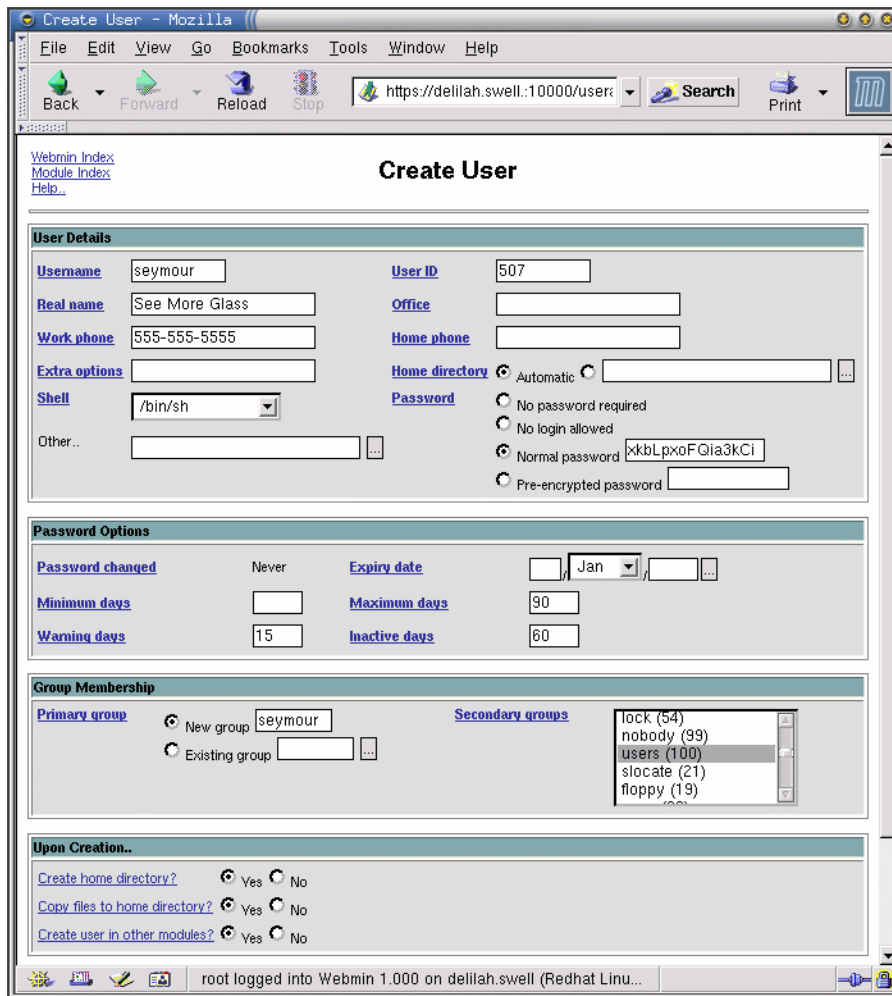 Create User - Mozilla
File Edit View Go Bookmarks Tools Window Help
Back Forward Reload Stop https://delilah.swell.:10000/usera Search Print
Webmin Index
Module Index
Help..
Create User
User Details
Username seymour User ID 507
Real name See More Glass Office
Work phone 555-555-5555 Home phone
Extra options Home directory Automatic ...
Shell /bin/sh Password No password required
No login allowed
Other.. ... Normal password xkbLpxoFQia3kCi
Pre-encrypted password
Password Options
Password changed Never Expiry date / Jan / ...
Minimum days Maximum days 90
Warning days 15 Inactive days 60
Group Membership
Primary group New group seymour Secondary groups lock (54)
nobody (99)
Existing group ... users (100)
slocate (21)
floppy (19)
Upon Creation..
Create home directory? Yes No
Copy files to home directory? Yes No
Create user in other modules? Yes No
root logged into Webmin 1.000 on delilah.swell (Redhat Linu...